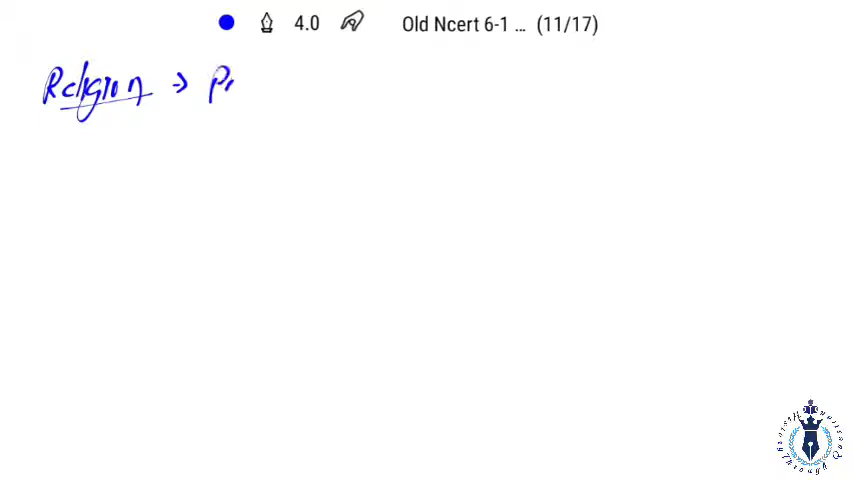 4.0 Old Ncert 6-1 … (11/17)
Religion →